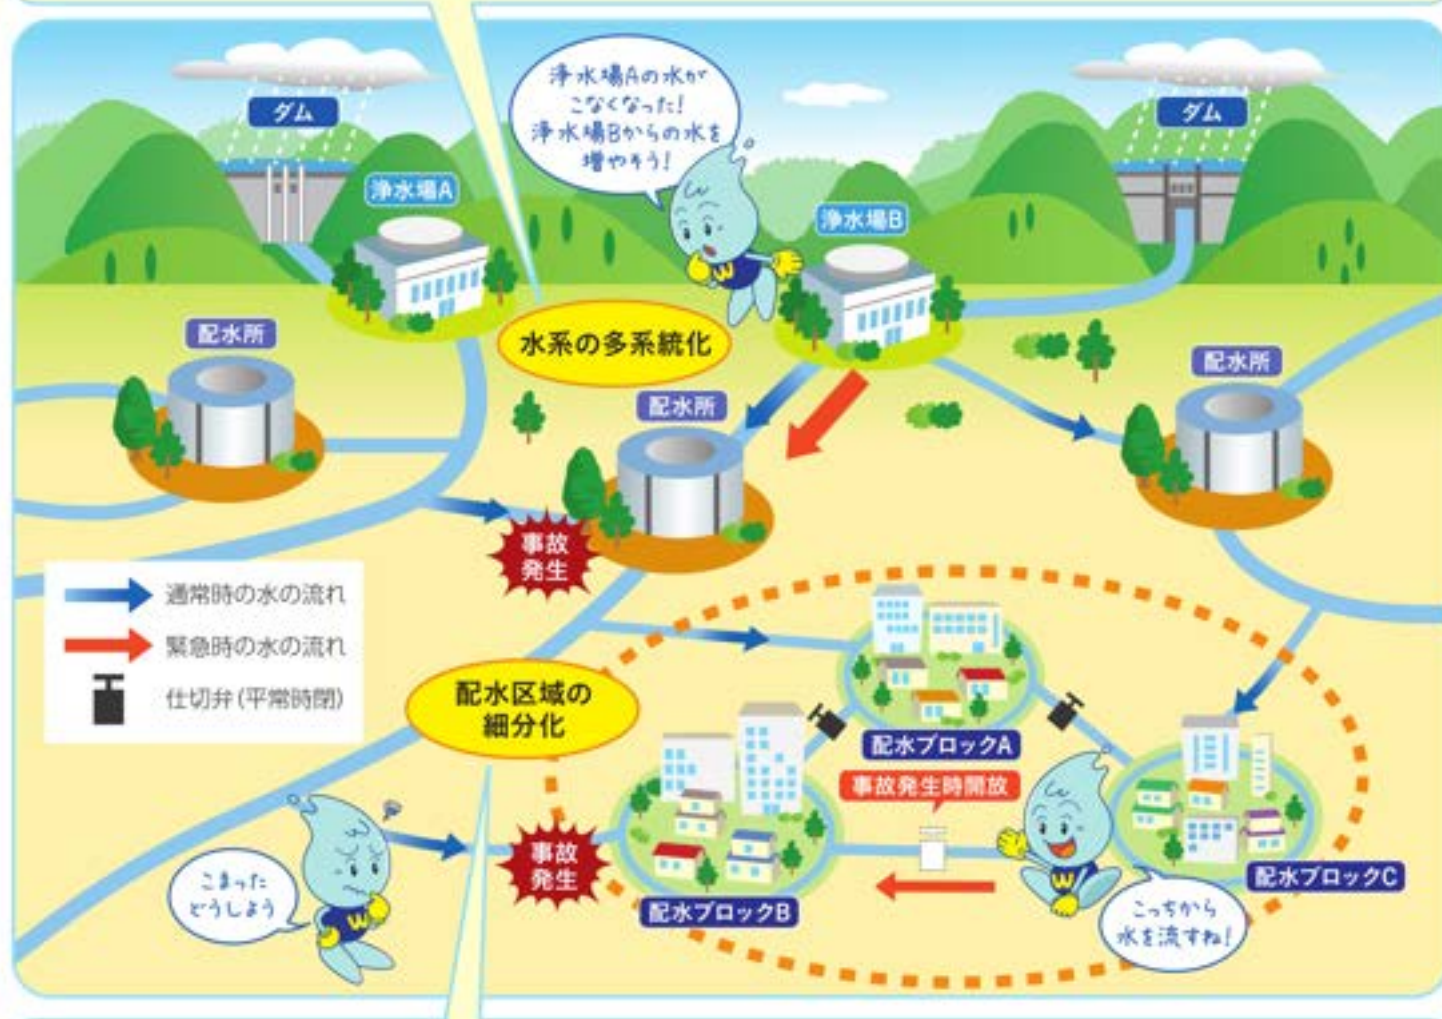 ダム
浄水場A
浄水場Aの水が
こなくなった!
浄水場Bからの水を
増やそう!
浄水場B
ダム
配水所
水系の多系統化
配水所
配水所
事故
発生
通常時の水の流れ
緊急時の水の流れ
仕切弁(平常時閉)
配水区域の
細分化
配水ブロックA
事故発生時開放
事故
発生
配水ブロックB
配水ブロックC
こまった
どうしよう
こっちから
水を流すね!
W
W
W